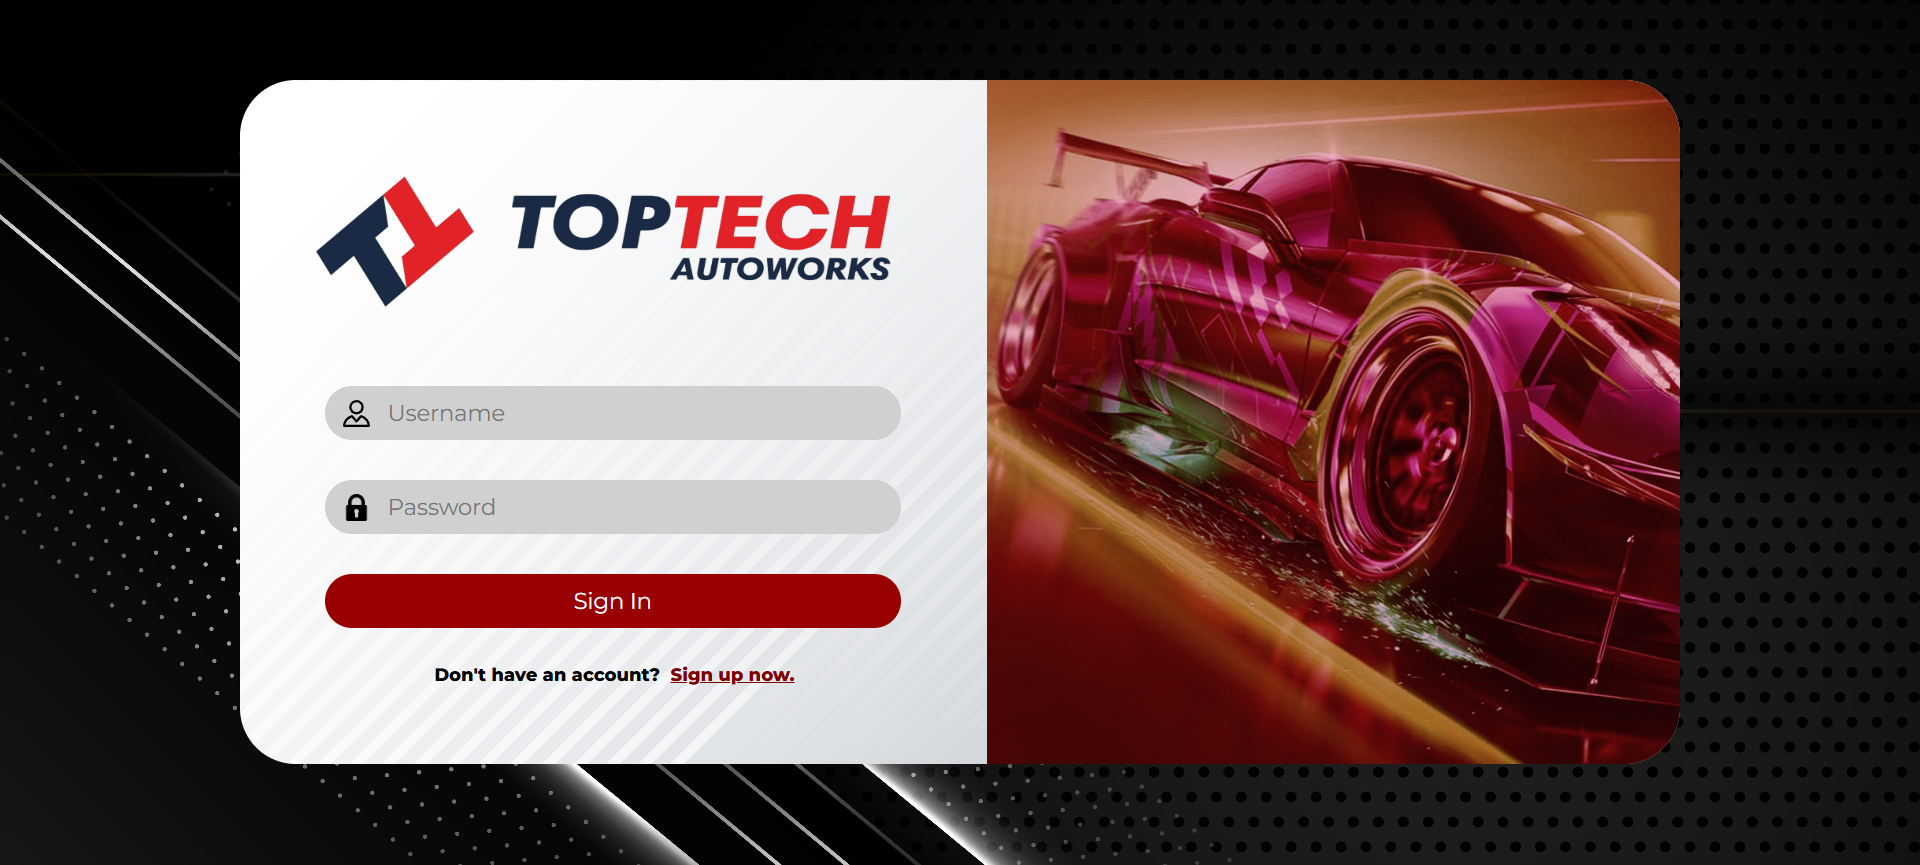 TOPTECH
AUTOWORKS
Username
Password
Sign In
Don't have an account? Sign up now.